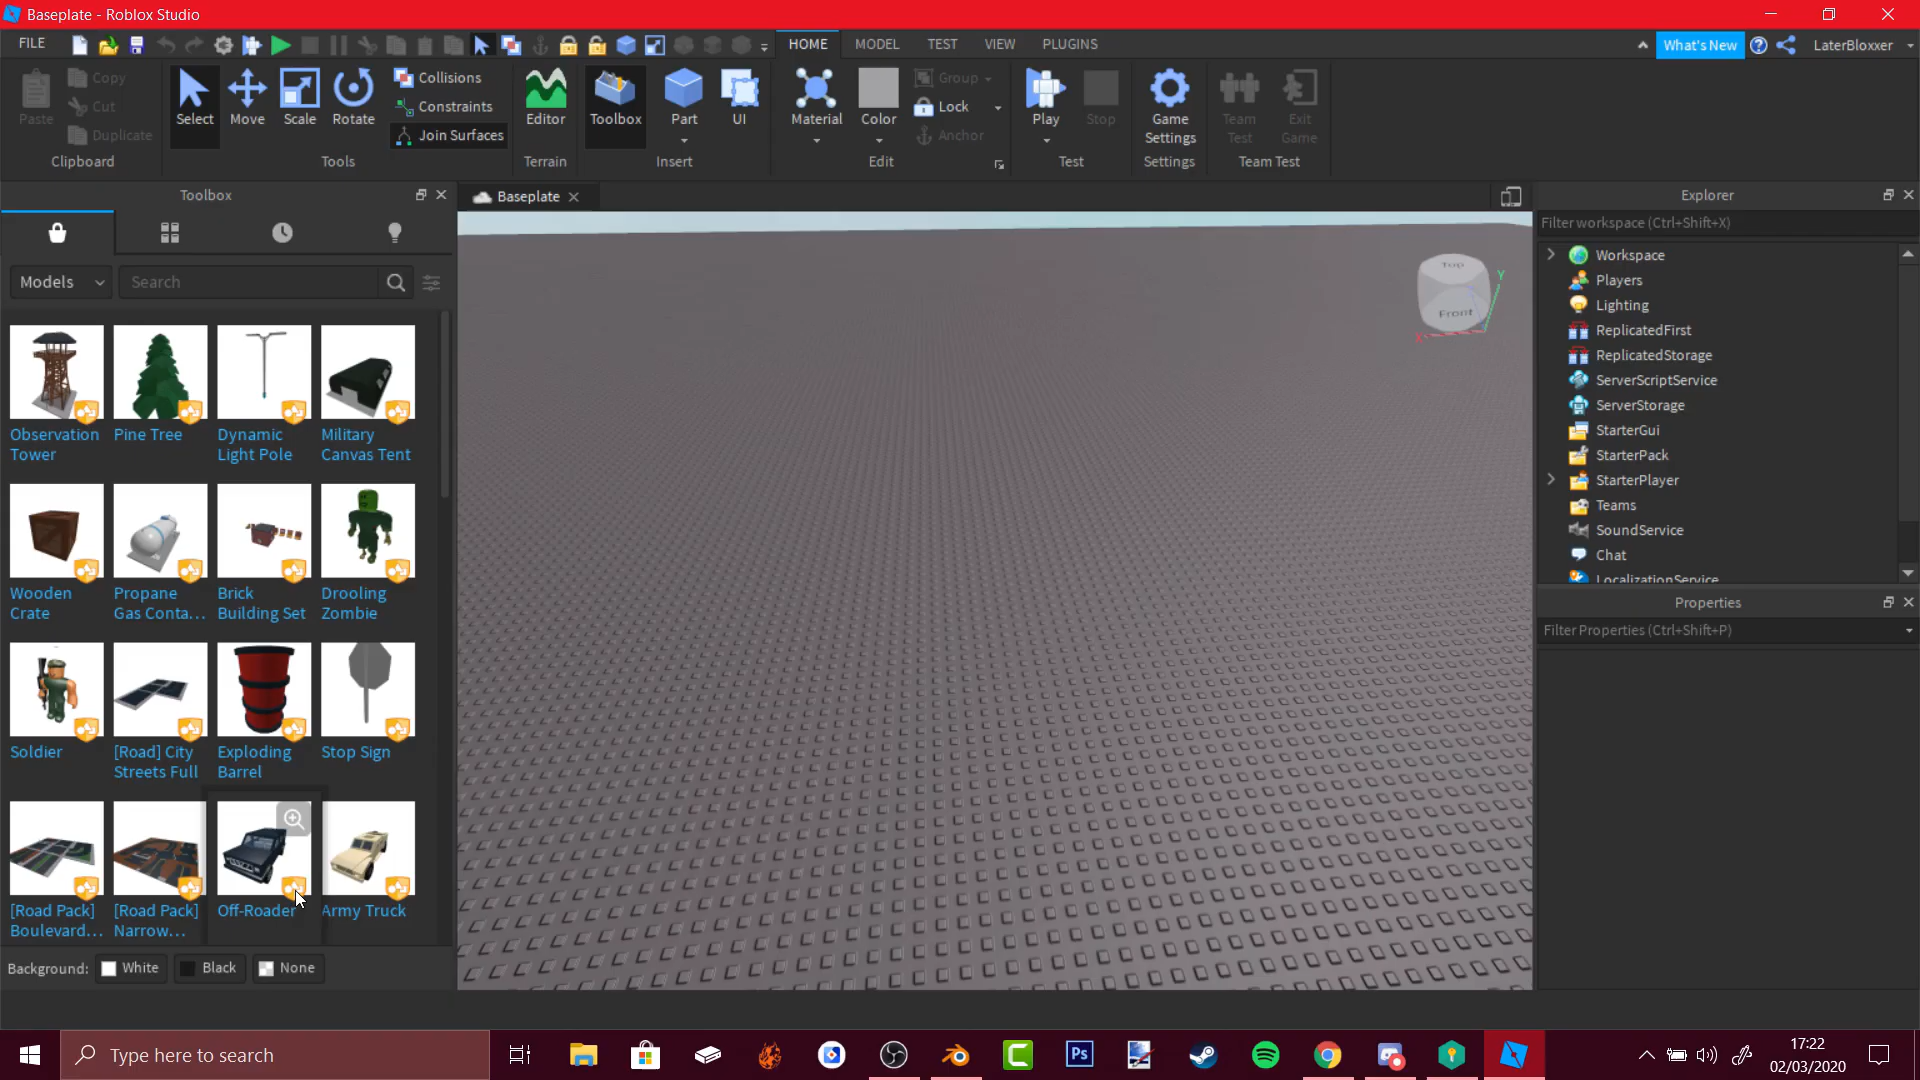 Baseplate - Roblox Studio
FILE
HOME
MODEL
TEST
VIEW
PLUGINS
What's New
LaterBloxxer
Paste
Copy
Cut
Duplicate
Clipboard
Select
Move
Scale
Rotate
Collisions
Constraints
Join Surfaces
Tools
Editor
Terrain
Toolbox
Part
UI
Insert
Material
Color
Group
Lock
Anchor
Edit
Play
Stop
Test
Game
Settings
Settings
Team
Test
Exit
Game
Team Test
Toolbox
Models
Search
Observation
Tower
Pine Tree
Dynamic
Light Pole
Military
Canvas Tent
Wooden
Crate
Propane
Gas Conta...
Brick
Building Set
Drooling
Zombie
Soldier
[Road] City
Streets Full
Exploding
Barrel
Stop Sign
[Road Pack]
Boulevard...
[Road Pack]
Narrow...
Off-Roader
Army Truck
Background:
White
Black
None
Baseplate
Top
Front
Y
X
Explorer
Filter workspace (Ctrl+Shift+X)
Workspace
Players
Lighting
ReplicatedFirst
ReplicatedStorage
ServerScriptService
ServerStorage
StarterGui
StarterPack
StarterPlayer
Teams
SoundService
Chat
LocalizationService
Properties
Filter Properties (Ctrl+Shift+P)
Type here to search
Ps
17:22
02/03/2020